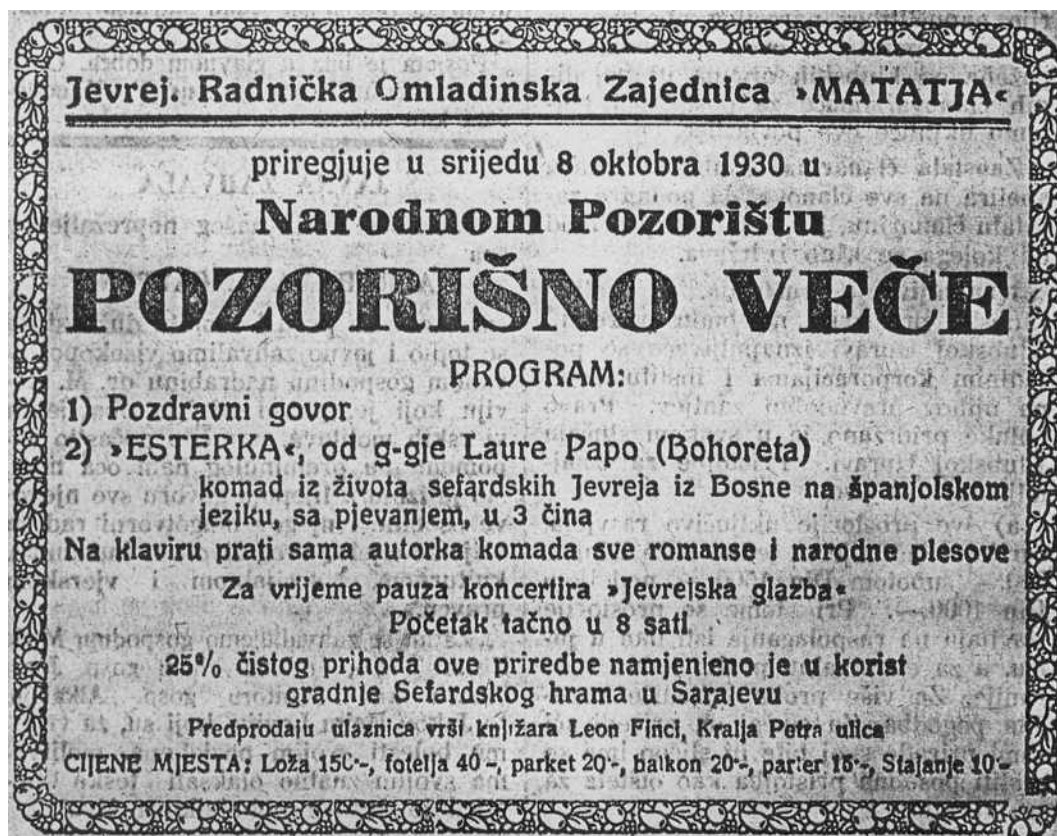 Jevrej. Radnička Omladinska Zajednica »MATATJA«
priregjuje u srijedu 8 oktobra 1930 u
Narodnom Pozorištu
POZORIŠNO VEČE
PROGRAM:
1) Pozdravni govor
2) »ESTERKA«, od g-gje Laure Papo (Bohoreta)
komad iz života sefardskih Jevreja iz Bosne na španjolskom
jeziku, sa pjevanjem, u 3 čina
Na klaviru prati sama autorka komada sve romanse i narodne plesove
Za vrijeme pauza koncertira »Jevrejska glazba«
Početak tačno u 8 sati
25% čistog prihoda ove priredbe namjenieno je u korist
gradnje Sefardskog hrama u Sarajevu
Predprodaju ulaznica vrši knjižara Leon Finci, Kralja Petra ulica
CIJENE MJESTA: Loža 150·-, fotelja 40-, parket 20·-, balkon 20·-, parter 15·-, Stajanje 10·-